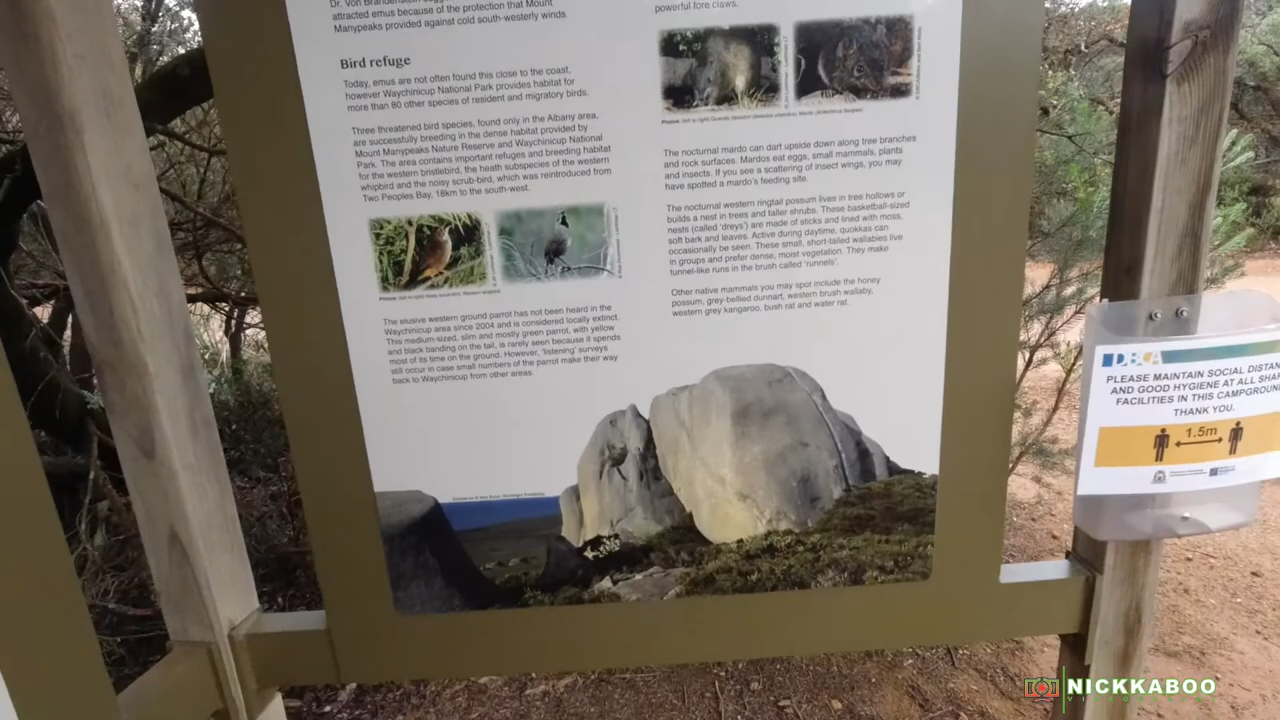 Dr. Von Brandenstein
attracted emus because of the protection that Mount
Manypeaks provided against cold south-westerly winds.
Bird refuge
Today, emus are not often found this close to the coast,
however Waychinicup National Park provides habitat for
more than 80 other species of resident and migratory birds.
Three threatened bird species, found only in the Albany area,
are successfully breeding in the dense habitat provided by
Mount Manypeaks Nature Reserve and Waychinicup National
Park. The area contains important refuges and breeding habitat
for the western bristlebird, the heath subspecies of the western
whipbird and the noisy scrub-bird, which was reintroduced from
Two Peoples Bay, 18km to the south-west.
Photos: (left to right)
The elusive western ground parrot has not been heard in the
Waychinicup area since 2004 and is considered locally extinct.
This medium-sized, slim and mostly green parrot, with yellow
and black banding on the tail, is rarely seen because it spends
most of its time on the ground. However, 'listening' surveys
still occur in case small numbers of the parrot make their way
back to Waychinicup from other areas.
powerful fore claws.
Photos: (left to right) Quenda
The nocturnal mardo can dart upside down along tree branches
and rock surfaces. Mardos eat eggs, small mammals, plants
and insects. If you see a scattering of insect wings, you may
have spotted a mardo's feeding site.
The nocturnal western ringtail possum lives in tree hollows or
builds a nest in trees and taller shrubs. These basketball-sized
nests (called 'dreys') are made of sticks and lined with moss,
soft bark and leaves. Active during daytime, quokkas can
occasionally be seen. These small, short-tailed wallabies live
in groups and prefer dense, moist vegetation. They make
tunnel-like runs in the brush called 'runnels'.
Other native mammals you may spot include the honey
possum, grey-bellied dunnart, western brush wallaby,
western grey kangaroo, bush rat and water rat.
DBCA
PLEASE MAINTAIN SOCIAL DISTAN
AND GOOD HYGIENE AT ALL SHAR
FACILITIES IN THIS CAMPGROUN
THANK YOU.
1.5m
NICKKABOO